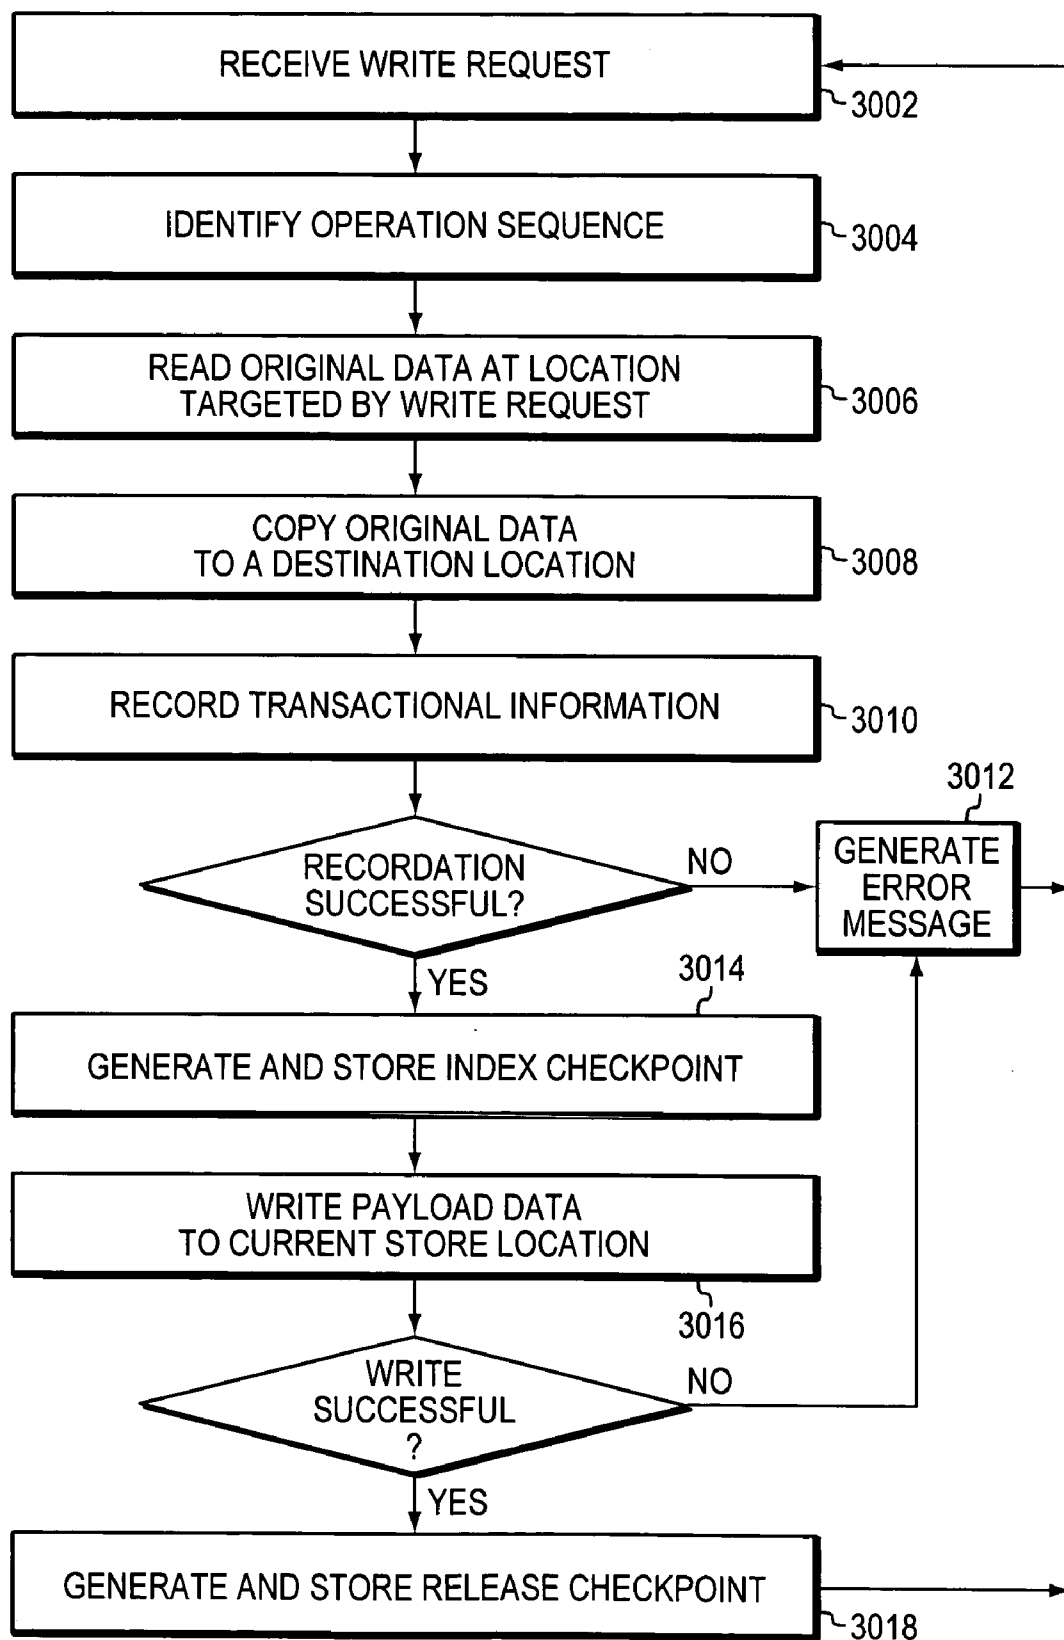 RECEIVE WRITE REQUEST
3002
IDENTIFY OPERATION SEQUENCE
3004
READ ORIGINAL DATA AT LOCATION
TARGETED BY WRITE REQUEST
3006
COPY ORIGINAL DATA
TO A DESTINATION LOCATION
3008
RECORD TRANSACTIONAL INFORMATION
3010
RECORDATION
SUCCESSFUL?
NO
3012
GENERATE
ERROR
MESSAGE
YES
3014
GENERATE AND STORE INDEX CHECKPOINT
WRITE PAYLOAD DATA
TO CURRENT STORE LOCATION
3016
WRITE
SUCCESSFUL
?
NO
YES
GENERATE AND STORE RELEASE CHECKPOINT
3018